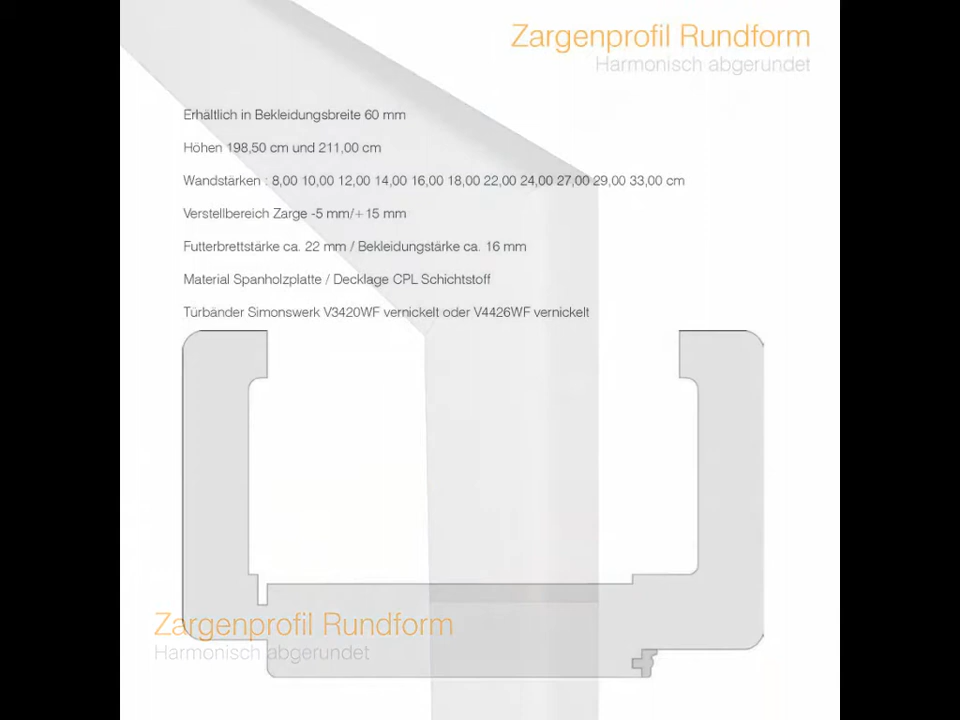 Zargenprofil Rundform
Harmonisch abgerundet
Erhältlich in Bekleidungsbreite 60 mm
Höhen 198,50 cm und 211,00 cm
Wandstärken : 8,00 10,00 12,00 14,00 16,00 18,00 22,00 24,00 27,00 29,00 33,00 cm
Verstellbereich Zarge -5 mm/+ 15 mm
Futterbrettstärke ca. 22 mm / Bekleidungstärke ca. 16 mm
Material Spanholzplatte / Decklage CPL Schichtstoff
Türbänder Simonswerk V3420WF vernickelt oder V4426WF vernickelt
Zargenprofil Rundform
Harmonisch abgerundet